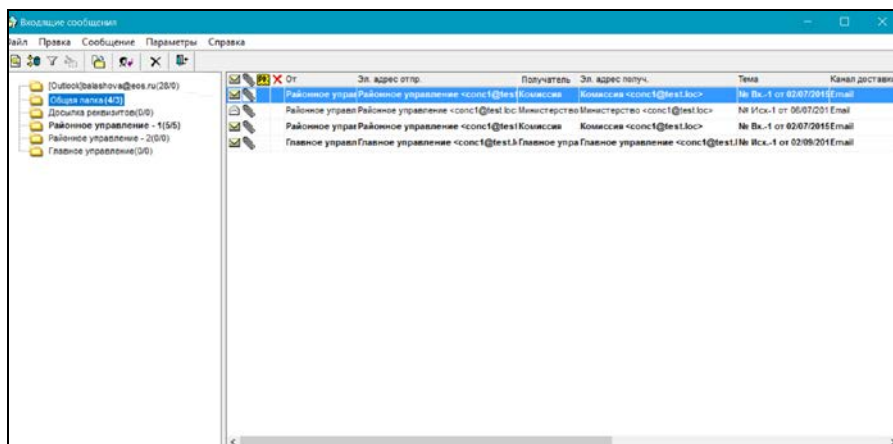 Входящие сообщения
Файл Правка Сообщение Параметры Справка
[Outlook]balashova@eos.ru(28/0)
Общая папка(4/3)
Досылка реквизитов(0/0)
Районное управление - 1(5/5)
Районное управление - 2(0/0)
Главное управление(0/0)
От Эл. адрес отпр. Получатель Эл. адрес получ. Тема Канал доставки
Районное управ Районное управление <conc1@test Комиссия Комиссия <conc1@test.loc> № Вх.-1 от 02/07/2015 Email
Районное управл Районное управление <conc1@test.loc Министерство Министерство <conc1@test.loc> № Исх-1 от 06/07/201 Email
Районное управ Районное управление <conc1@test Комиссия Комиссия <conc1@test.loc> № Вх.-1 от 02/07/2015 Email
Главное управл Главное управление <conc1@test.l Главное упра Главное управление <conc1@test.l № Исх.-1 от 02/09/201 Email